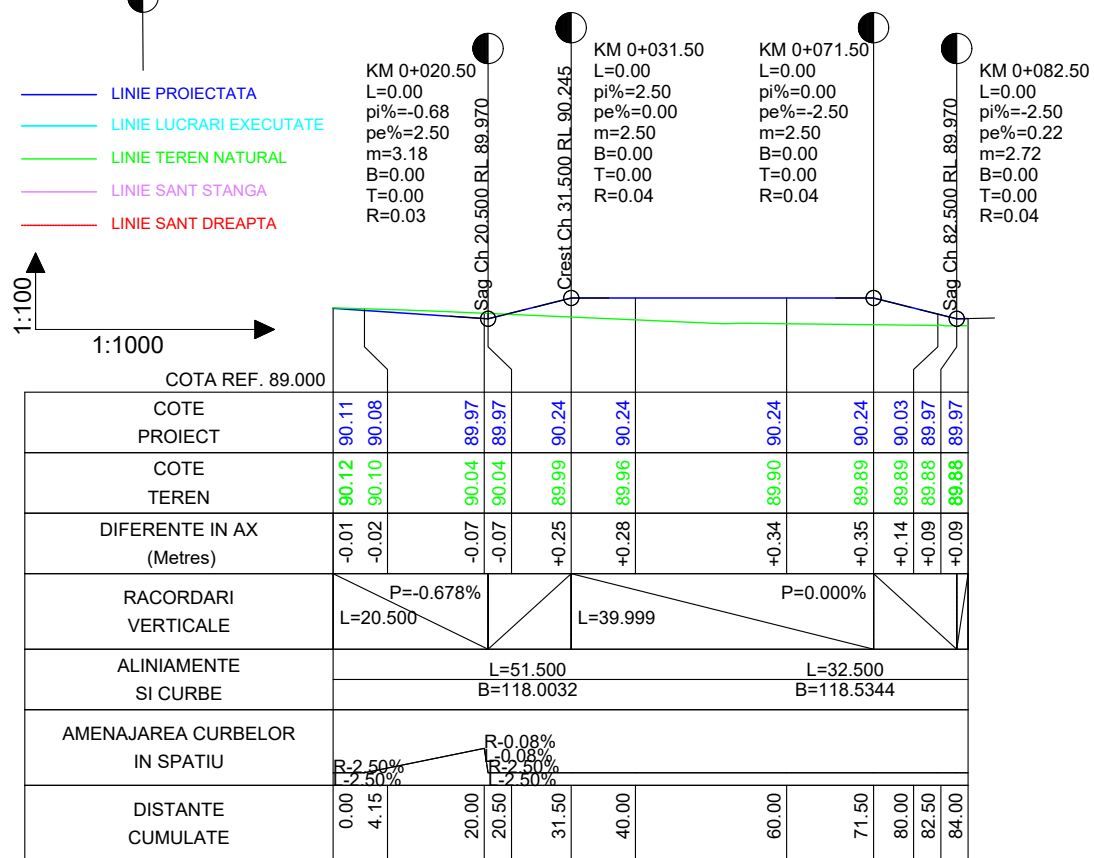 LINIE PROIECTATA
LINIE LUCRARI EXECUTATE
LINIE TEREN NATURAL
LINIE SANT STANGA
LINIE SANT DREAPTA
KM 0+020.50
L=0.00
pi%=-0.68
pe%=2.50
m=3.18
B=0.00
T=0.00
R=0.03
Sag Ch 20.500 RL 89.970
Crest Ch 31.500 RL 90.245
KM 0+031.50
L=0.00
pi%=2.50
pe%=0.00
m=2.50
B=0.00
T=0.00
R=0.04
KM 0+071.50
L=0.00
pi%=0.00
pe%=-2.50
m=2.50
B=0.00
T=0.00
R=0.04
Sag Ch 82.500 RL 89.970
KM 0+082.50
L=0.00
pi%=-2.50
pe%=0.22
m=2.72
B=0.00
T=0.00
R=0.04
1:100
1:1000
COTA REF. 89.000
COTE
PROIECT
90.11 90.08 89.97 89.97 90.24 90.24 90.24 90.24 90.03 89.97 89.97
COTE
TEREN
90.12 90.10 90.04 90.04 89.99 89.96 89.90 89.89 89.89 89.88 89.88
DIFERENTE IN AX
(Metres)
-0.01 -0.02 -0.07 -0.07 +0.25 +0.28 +0.34 +0.35 +0.14 +0.09 +0.09
RACORDARI
VERTICALE
P=-0.678%
L=20.500
P=0.000%
L=39.999
ALINIAMENTE
SI CURBE
L=51.500
B=118.0032
L=32.500
B=118.5344
AMENAJAREA CURBELOR
IN SPATIU
R-2.50%
L-2.50%
R-0.08%
L-0.08%
R-2.50%
L-2.50%
DISTANTE
CUMULATE
0.00 4.15 20.00 20.50 31.50 40.00 60.00 71.50 80.00 82.50 84.00